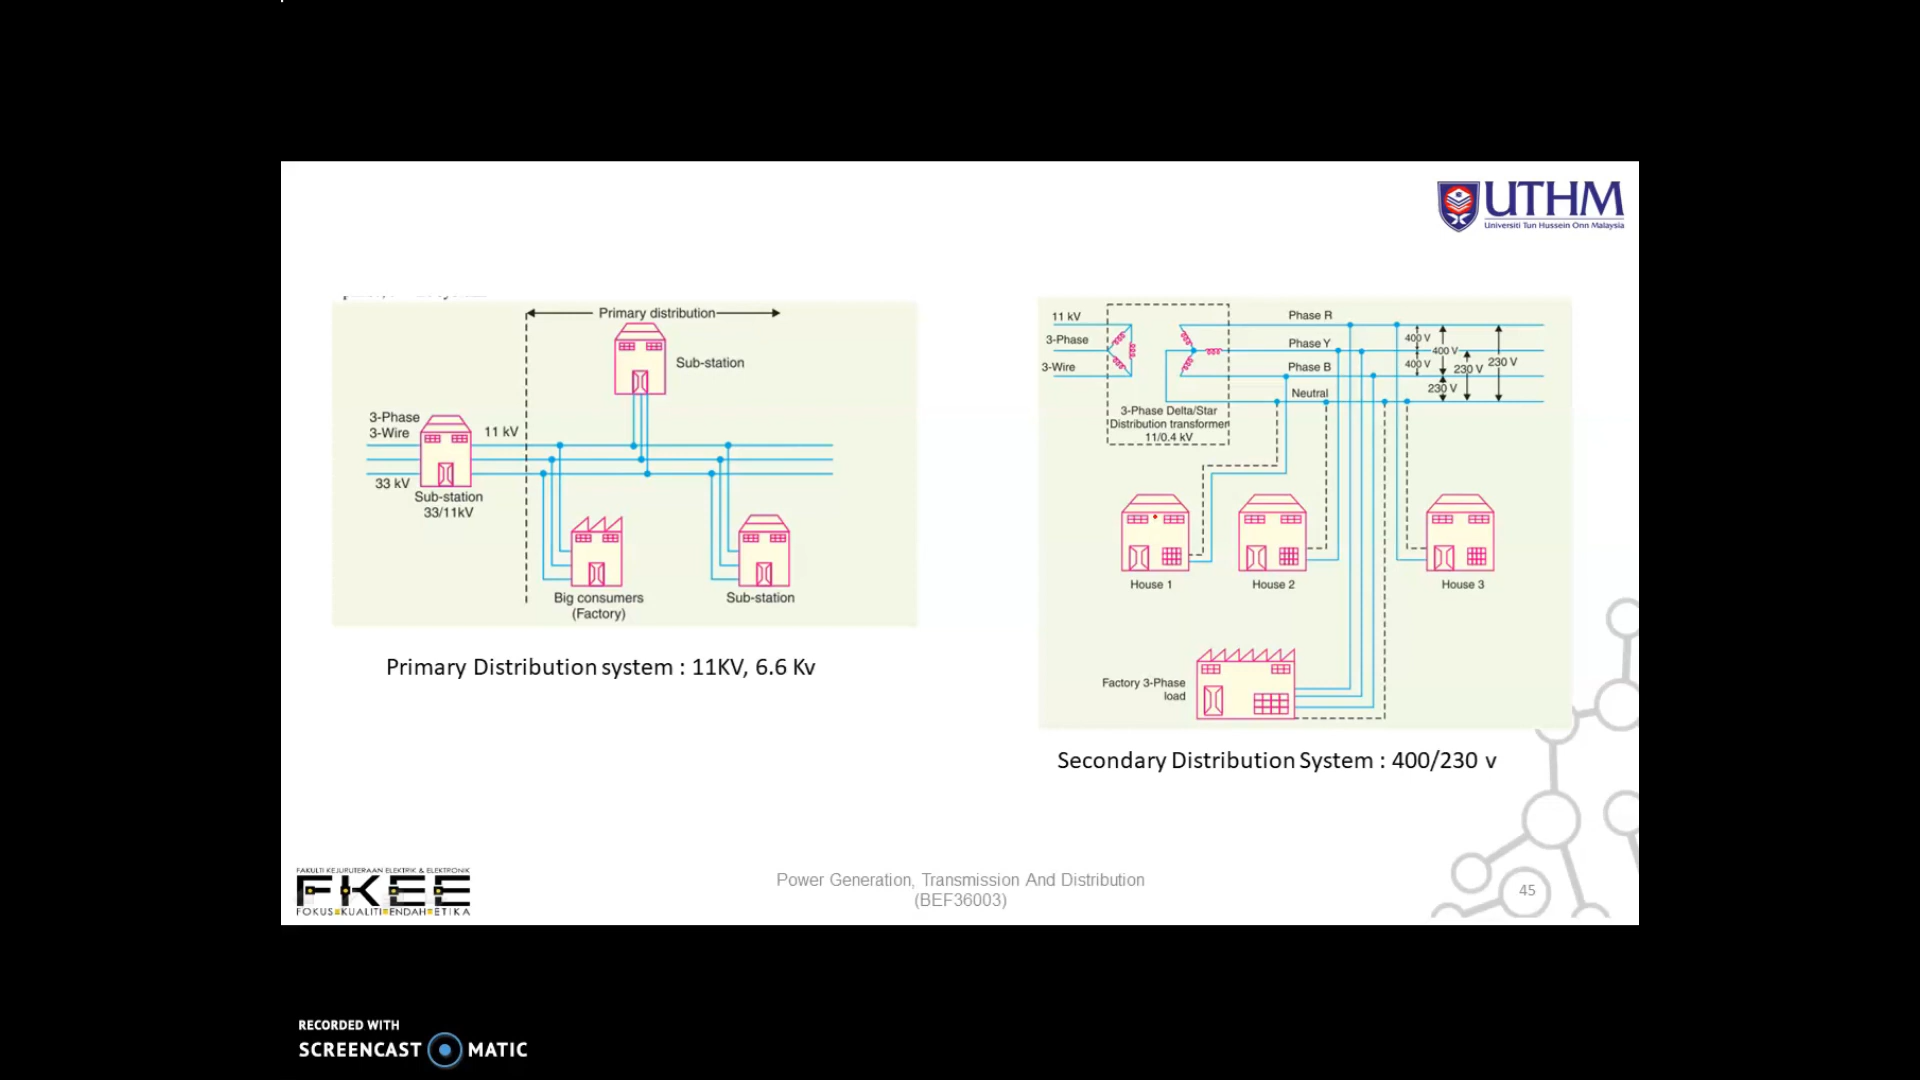 UTHM
Universiti Tun Hussein Onn Malaysia
Primary distribution
Sub-station
3-Phase
3-Wire
11 kV
33 kV
Sub-station
33/11kV
Big consumers
(Factory)
Sub-station
Primary Distribution system : 11KV, 6.6 Kv
11 kV
3-Phase
3-Wire
3-Phase Delta/Star
Distribution transformer
11/0.4 kV
Phase R
Phase Y
Phase B
Neutral
400 V
400 V
400 V
230 V
230 V
230 V
House 1
House 2
House 3
Factory 3-Phase
load
Secondary Distribution System : 400/230 v
FAKULTI KEJURUTERAAN ELEKTRIK & ELEKTRONIK
FKEE
FOKUS KUALITI ENDAH ETIKA
Power Generation, Transmission And Distribution
(BEF36003)
45
RECORDED WITH
SCREENCAST MATIC